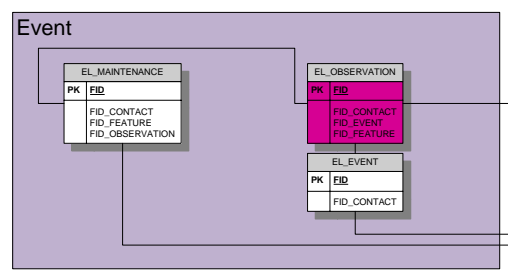 Event
EL_MAINTENANCE
PK FID
FID_CONTACT
FID_FEATURE
FID_OBSERVATION
EL_OBSERVATION
PK FID
FID_CONTACT
FID_EVENT
FID_FEATURE
EL_EVENT
PK FID
FID_CONTACT